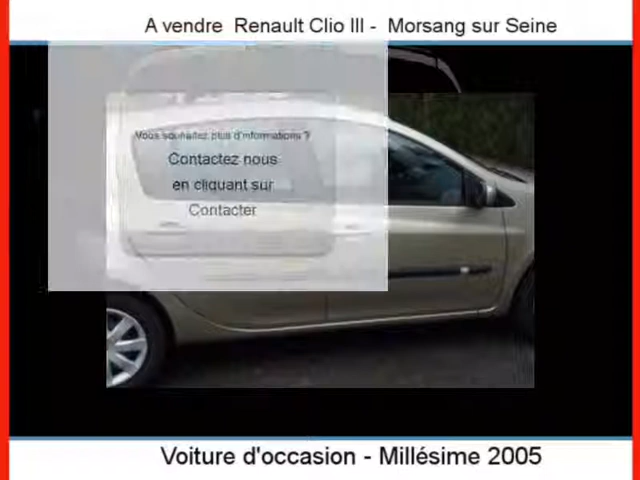 A vendre Renault Clio III - Morsang sur Seine
Vous souhaitez plus d'informations ?
Contactez nous
en cliquant sur
Contacter
Voiture d'occasion - Millésime 2005